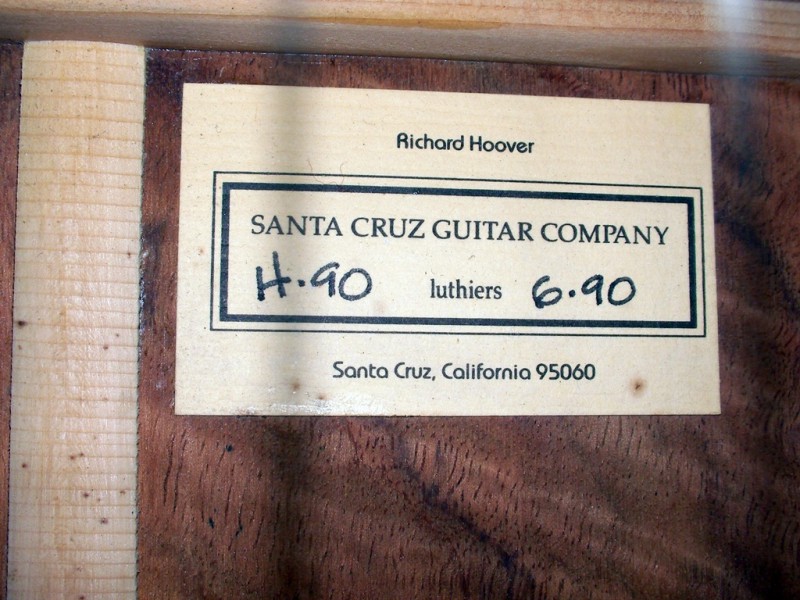 Richard Hoover
SANTA CRUZ GUITAR COMPANY
H.90 luthiers 6.90
Santa Cruz, California 95060